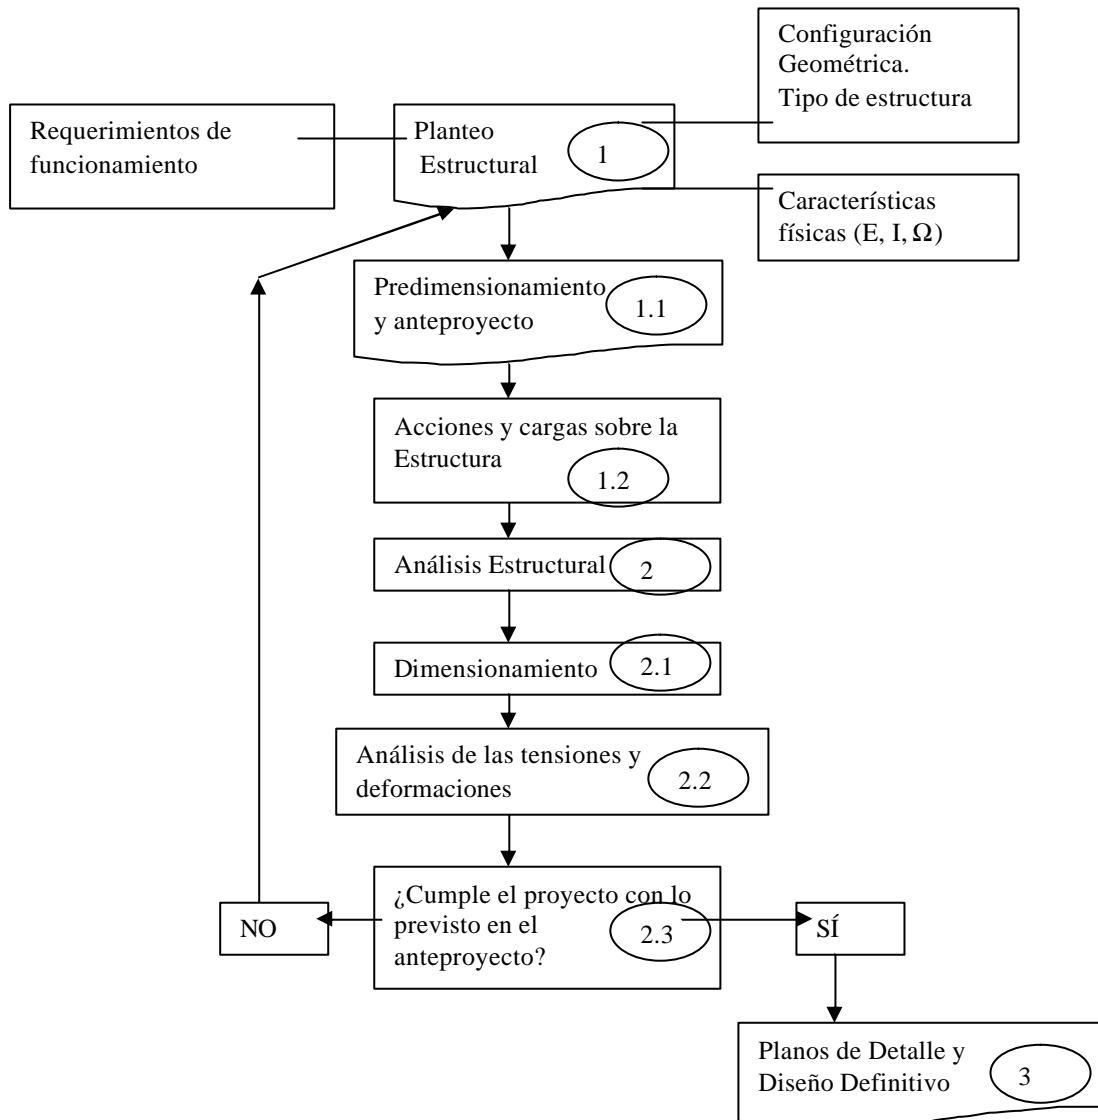 Configuración
Geométrica.
Tipo de estructura
Requerimientos de
funcionamiento
Planteo
Estructural
1
Características
físicas (E, I, Ω)
Predimensionamiento
y anteproyecto
1.1
Acciones y cargas sobre la
Estructura
1.2
Análisis Estructural
2
Dimensionamiento
2.1
Análisis de las tensiones y
deformaciones
2.2
¿Cumple el proyecto con lo
previsto en el
anteproyecto?
2.3
NO
SÍ
Planos de Detalle y
Diseño Definitivo
3